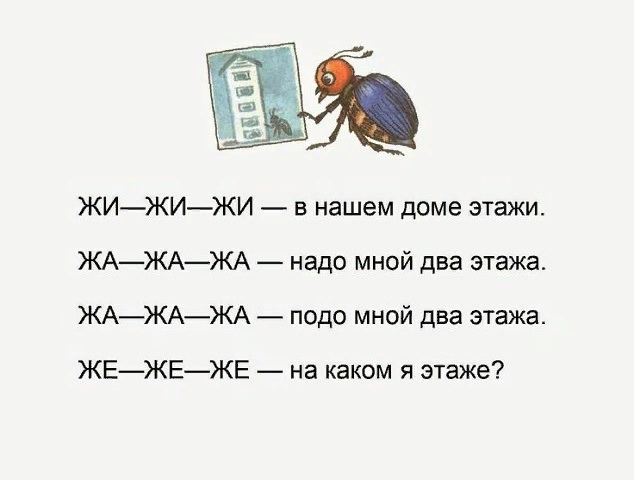 ЖИ—ЖИ—ЖИ — в нашем доме этажи.
ЖА—ЖА—ЖА — надо мной два этажа.
ЖА—ЖА—ЖА — подо мной два этажа.
ЖЕ—ЖЕ—ЖЕ — на каком я этаже?